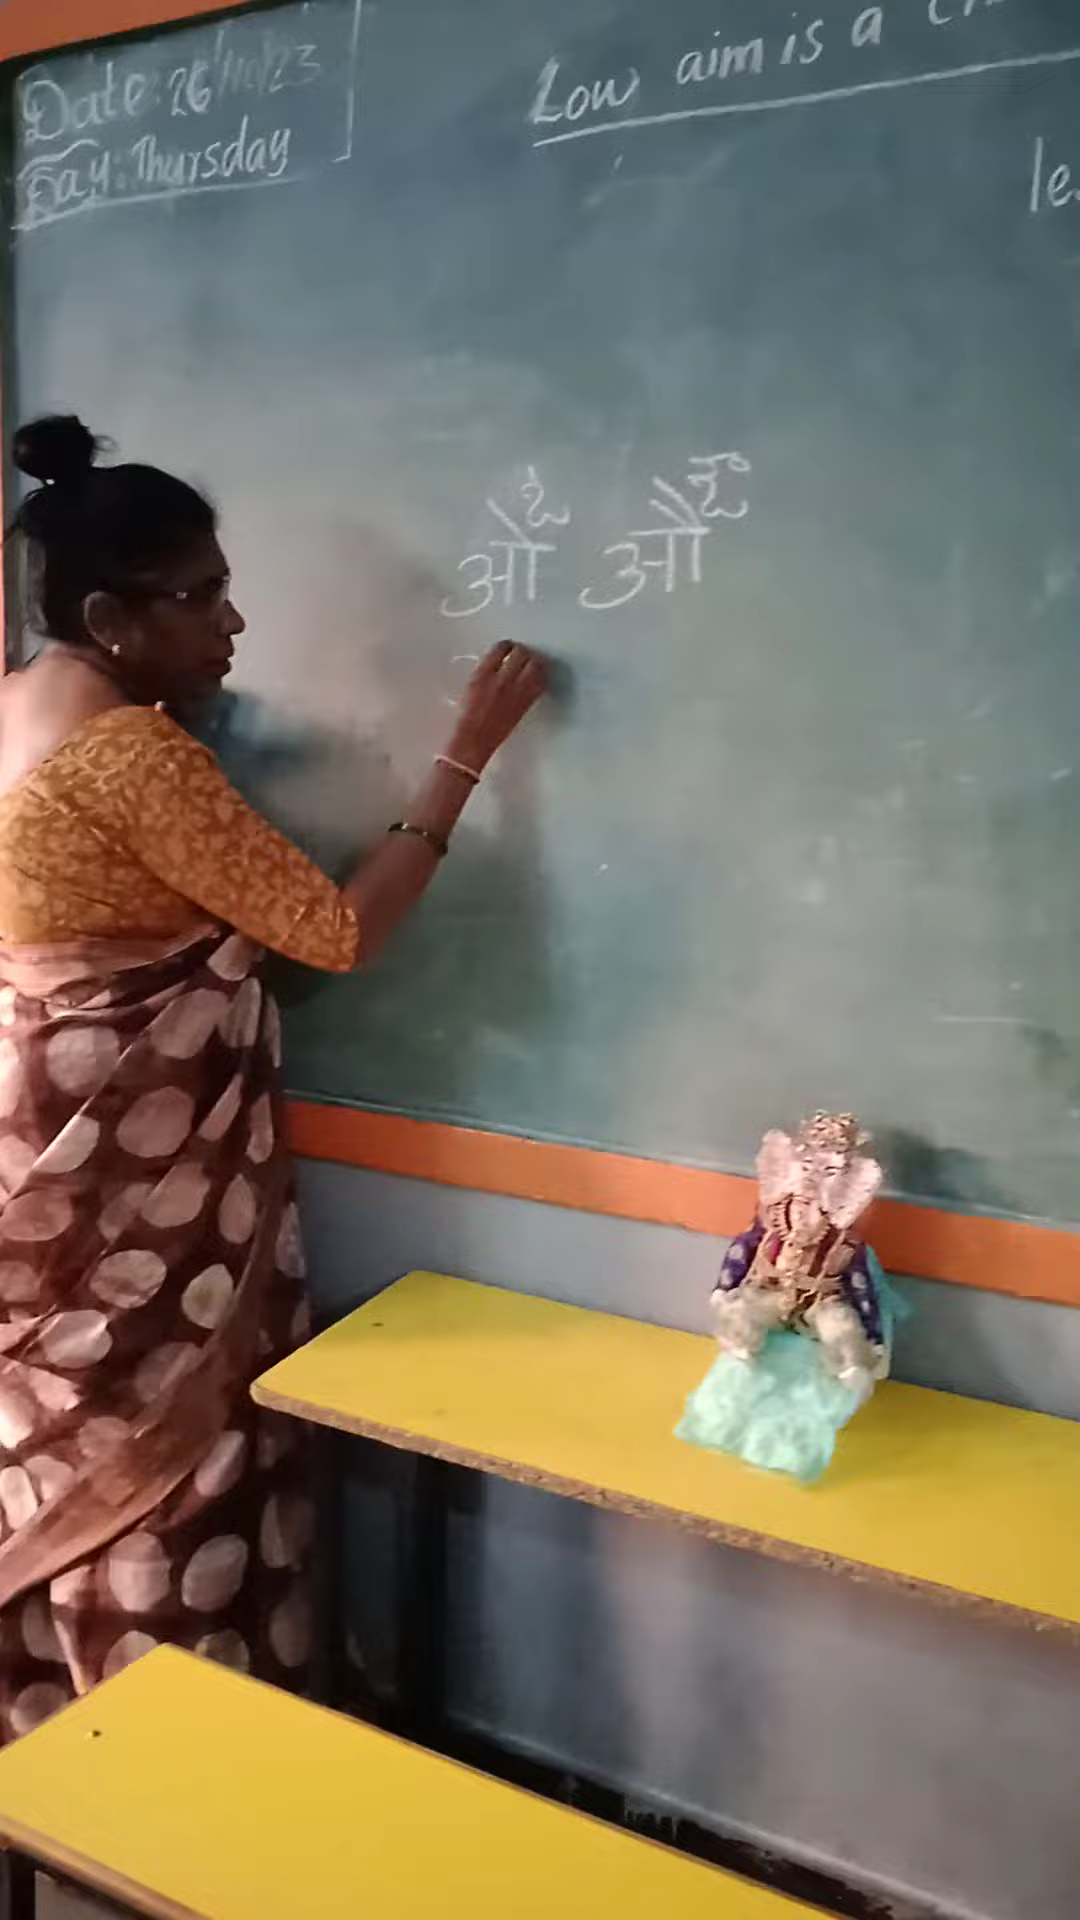 Date: 26/10/23
Day: Thursday
Low aim is a
ओ औ